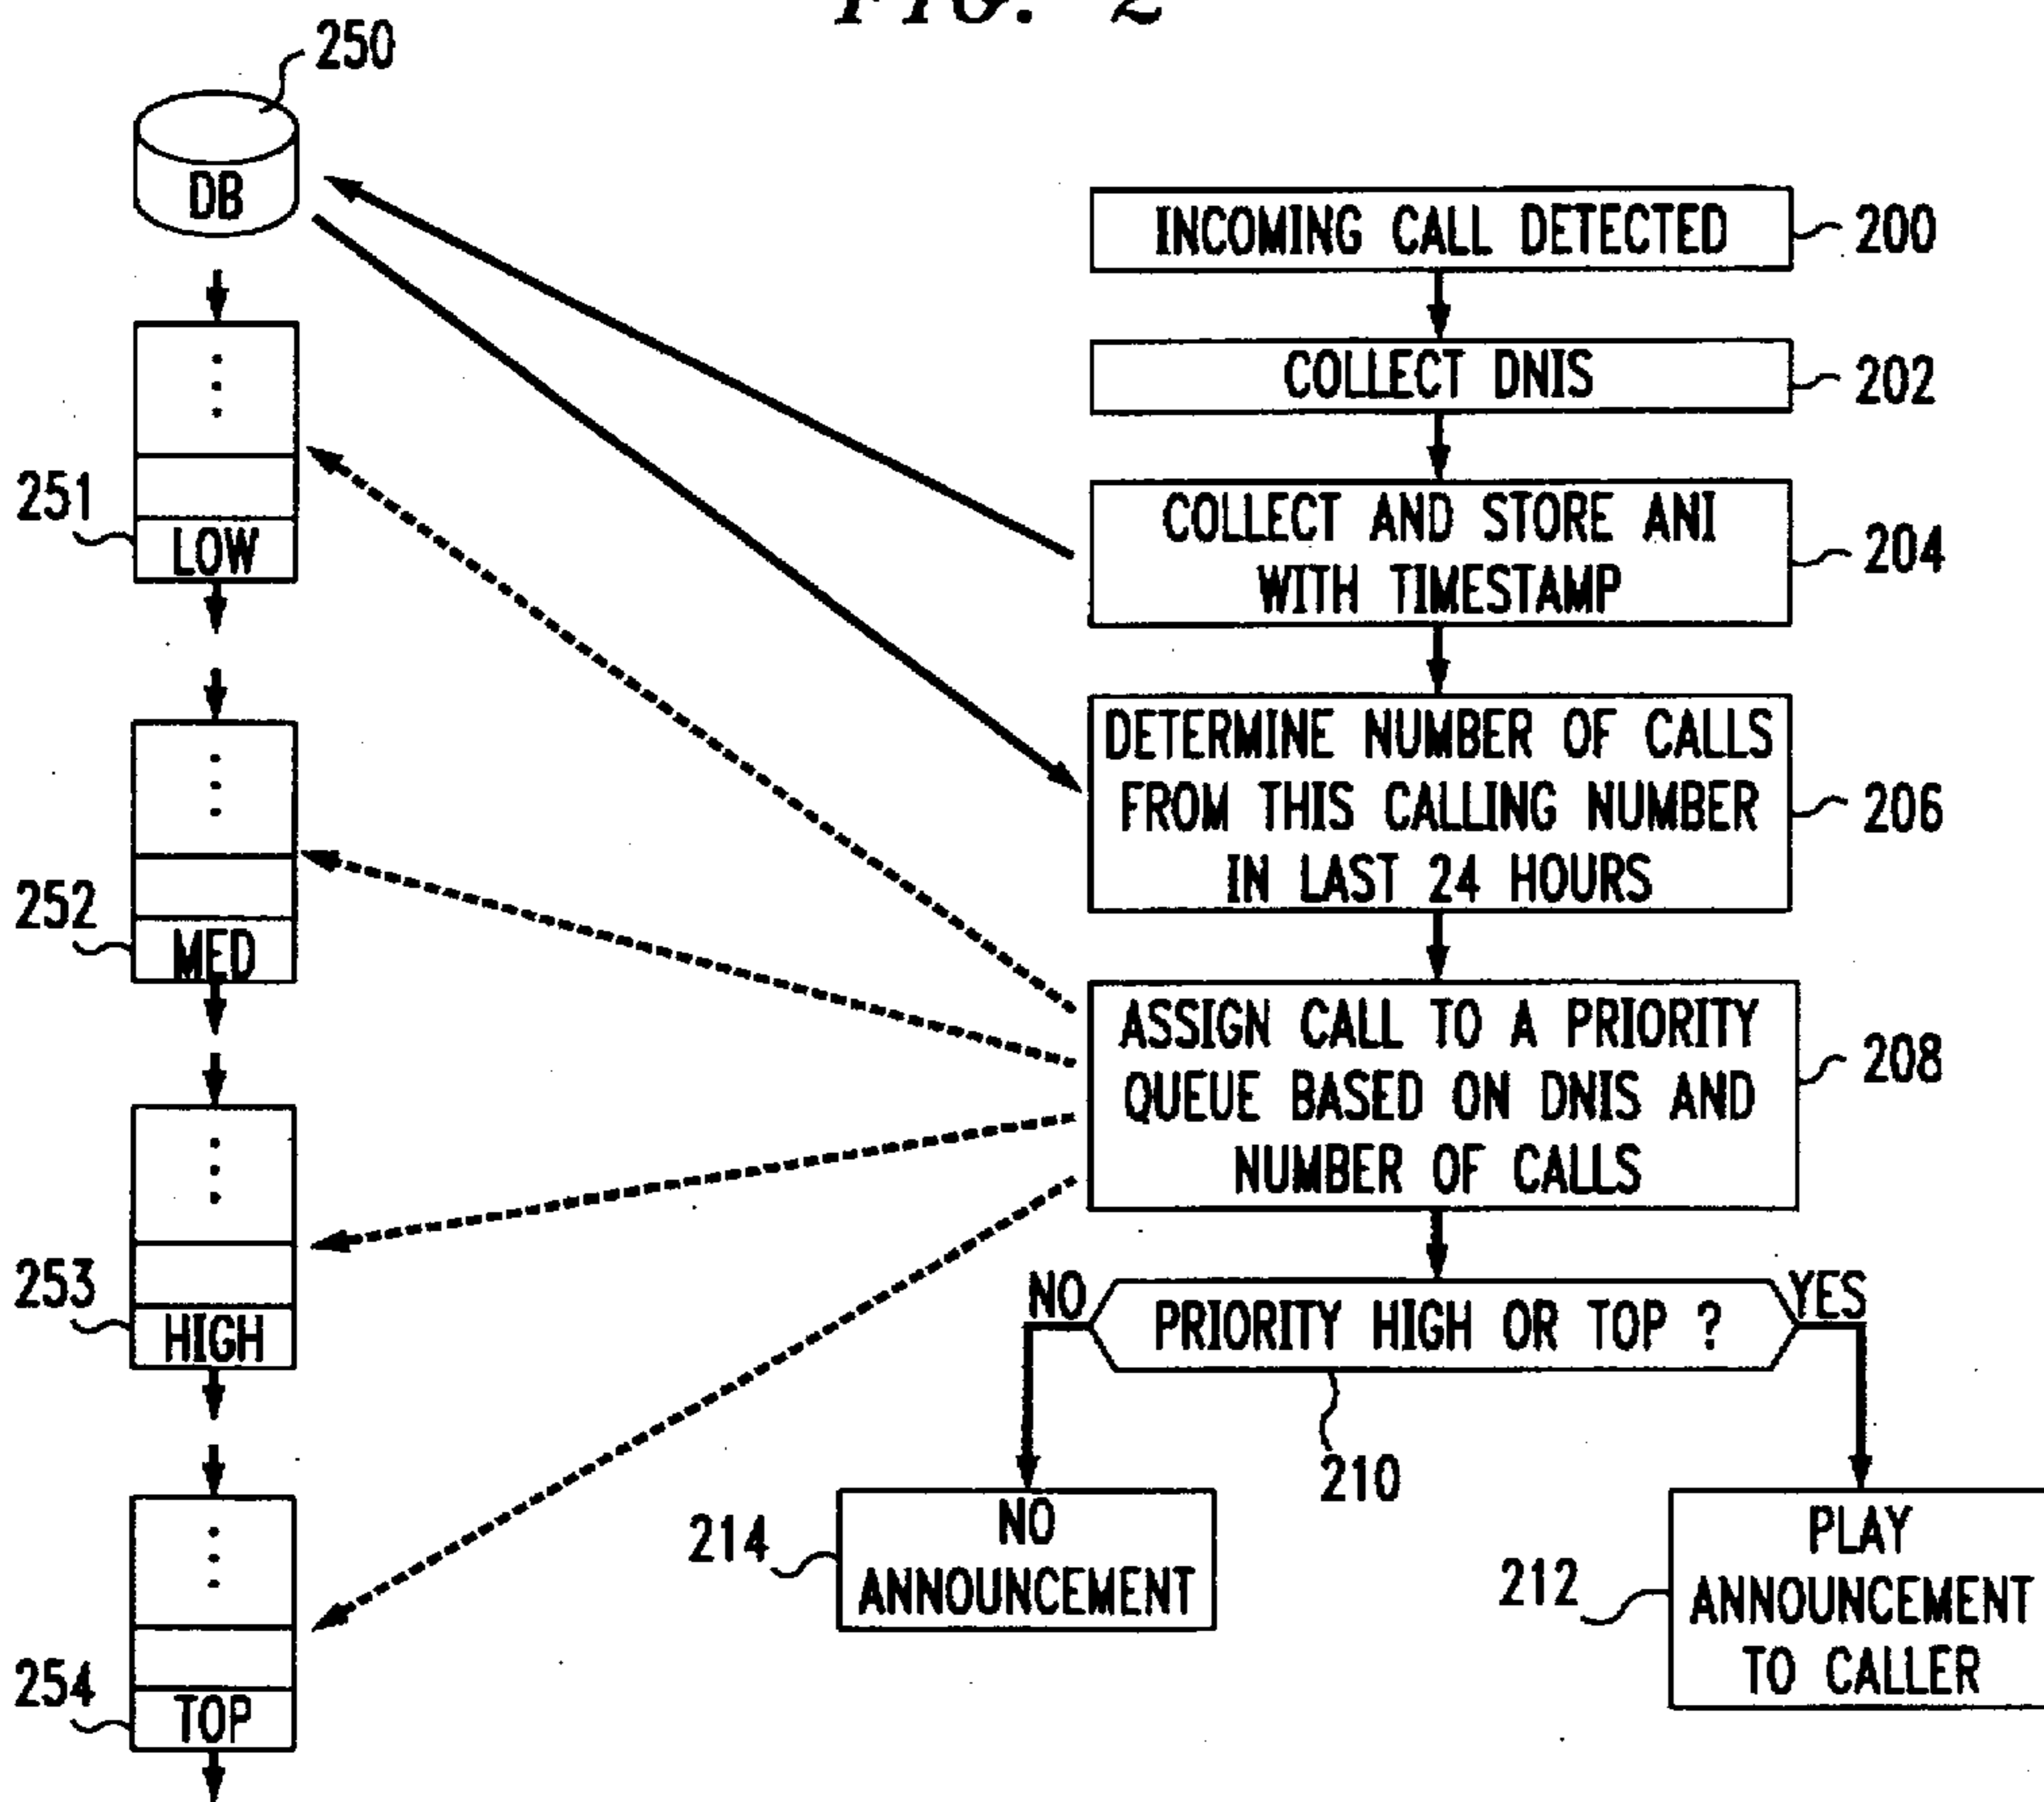 FIG. 2
250
DB
INCOMING CALL DETECTED
200
COLLECT DNIS
202
COLLECT AND STORE ANI
WITH TIMESTAMP
204
251
LOW
DETERMINE NUMBER OF CALLS
FROM THIS CALLING NUMBER
IN LAST 24 HOURS
206
252
MED
ASSIGN CALL TO A PRIORITY
QUEUE BASED ON DNIS AND
NUMBER OF CALLS
208
253
HIGH
NO
PRIORITY HIGH OR TOP ?
YES
210
214
NO
ANNOUNCEMENT
212
PLAY
ANNOUNCEMENT
TO CALLER
254
TOP